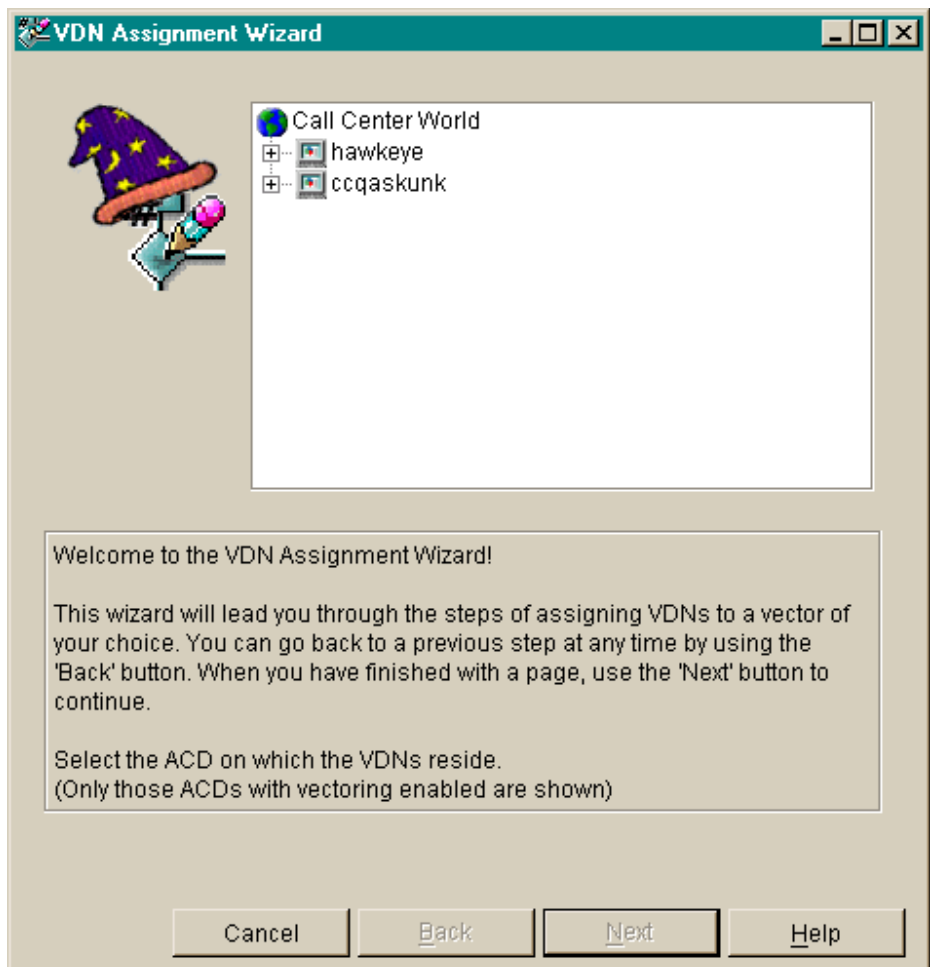 VDN Assignment Wizard
Call Center World
hawkeye
ccqaskunk
Welcome to the VDN Assignment Wizard!
This wizard will lead you through the steps of assigning VDNs to a vector of
your choice. You can go back to a previous step at any time by using the
'Back' button. When you have finished with a page, use the 'Next' button to
continue.
Select the ACD on which the VDNs reside.
(Only those ACDs with vectoring enabled are shown)
Cancel
Back
Next
Help